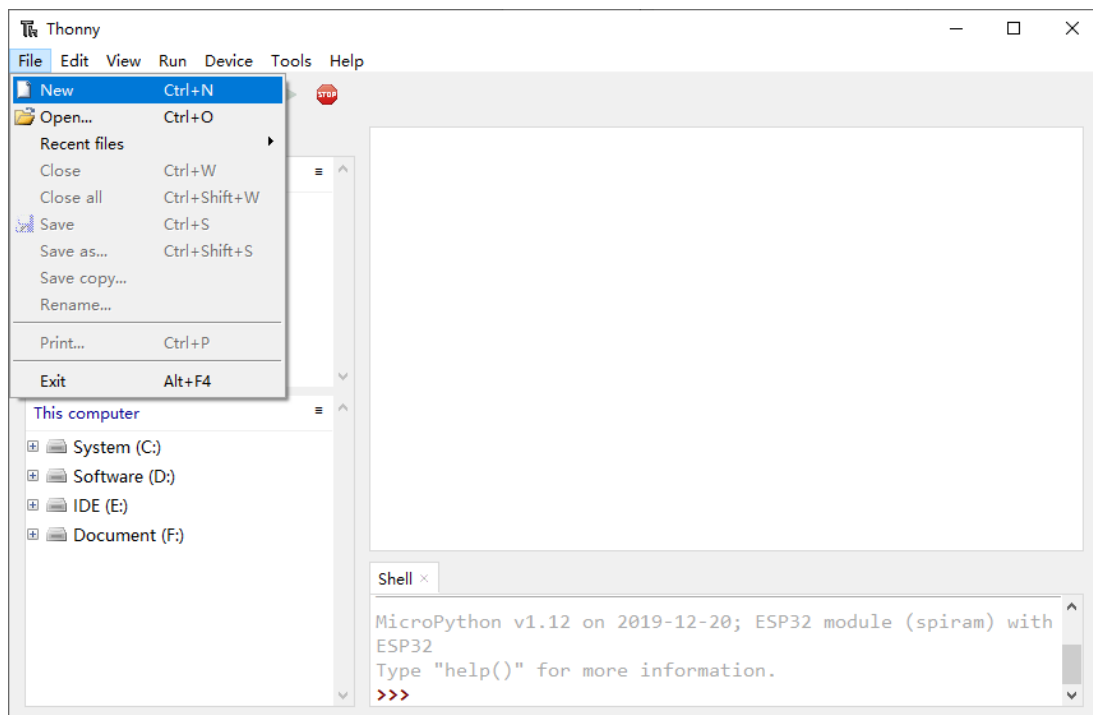 Thonny
File Edit View Run Device Tools Help
New Ctrl+N
STOP
Open... Ctrl+O
Recent files
Close Ctrl+W
Close all Ctrl+Shift+W
Save Ctrl+S
Save as... Ctrl+Shift+S
Save copy...
Rename...
Print... Ctrl+P
Exit Alt+F4
This computer
System (C:)
Software (D:)
IDE (E:)
Document (F:)
Shell
MicroPython v1.12 on 2019-12-20; ESP32 module (spiram) with
ESP32
Type "help()" for more information.
>>>